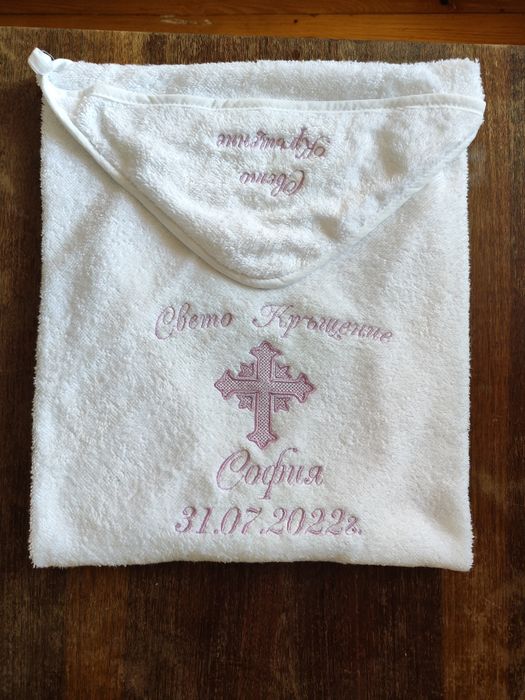 Свето
Кръщение
Свето Кръщение
София
31.07.2022г.